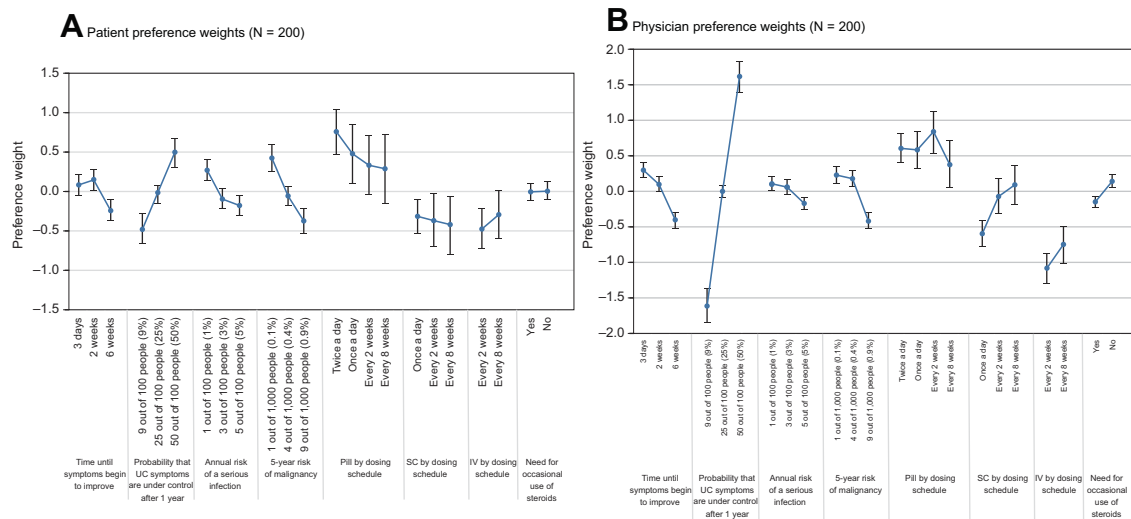 A Patient preference weights (N = 200)
Preference weight
1.5
1.0
0.5
0.0
–0.5
–1.0
–1.5
3 days
2 weeks
6 weeks
9 out of 100 people (9%)
25 out of 100 people (25%)
50 out of 100 people (50%)
1 out of 100 people (1%)
3 out of 100 people (3%)
5 out of 100 people (5%)
1 out of 1,000 people (0.1%)
4 out of 1,000 people (0.4%)
9 out of 1,000 people (0.9%)
Twice a day
Once a day
Every 2 weeks
Every 8 weeks
Once a day
Every 2 weeks
Every 8 weeks
Every 2 weeks
Every 8 weeks
Yes
No
Time until
symptoms begin
to improve
Probability that
UC symptoms
are under control
after 1 year
Annual risk
of a serious
infection
5-year risk
of malignancy
Pill by dosing
schedule
SC by dosing
schedule
IV by dosing
schedule
Need for
occasional
use of
steroids
B Physician preference weights (N = 200)
Preference weight
2.0
1.5
1.0
0.5
0.0
–0.5
–1.0
–1.5
–2.0
3 days
2 weeks
6 weeks
9 out of 100 people (9%)
25 out of 100 people (25%)
50 out of 100 people (50%)
1 out of 100 people (1%)
3 out of 100 people (3%)
5 out of 100 people (5%)
1 out of 1,000 people (0.1%)
4 out of 1,000 people (0.4%)
9 out of 1,000 people (0.9%)
Twice a day
Once a day
Every 2 weeks
Every 8 weeks
Once a day
Every 2 weeks
Every 8 weeks
Every 2 weeks
Every 8 weeks
Yes
No
Time until
symptoms begin
to improve
Probability that
UC symptoms
are under control
after 1 year
Annual risk
of a serious
infection
5-year risk
of malignancy
Pill by dosing
schedule
SC by dosing
schedule
IV by dosing
schedule
Need for
occasional
use of
steroids